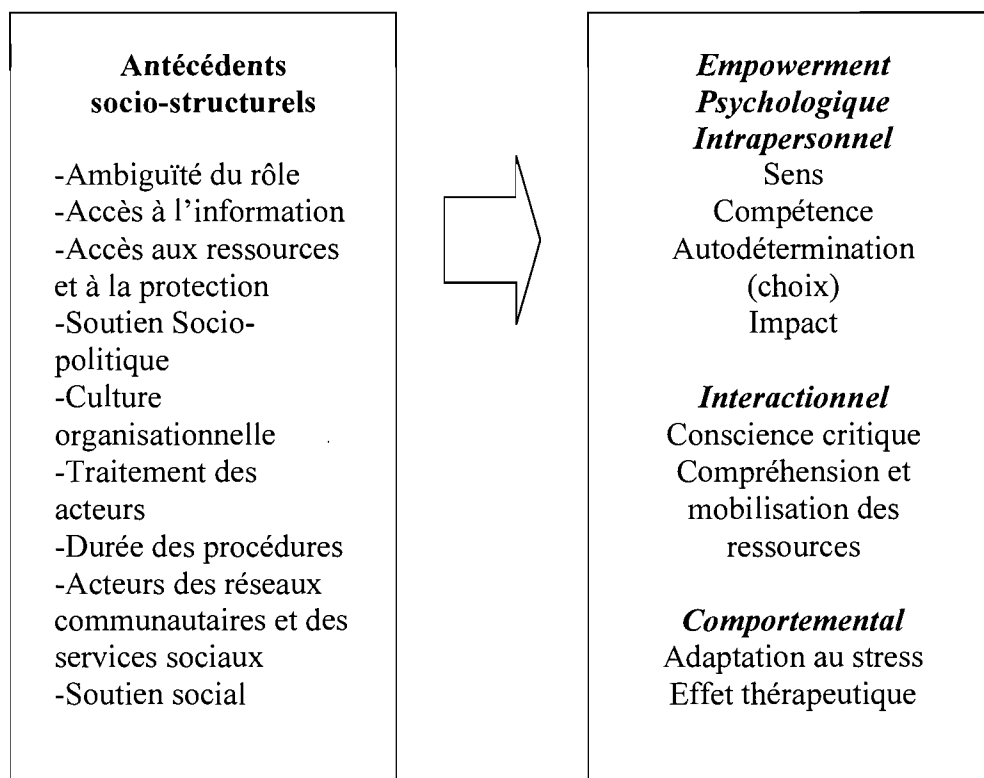 Antécédents
socio-structurels
-Ambiguïté du rôle
-Accès à l'information
-Accès aux ressources
et à la protection
-Soutien Socio-
politique
-Culture
organisationnelle
-Traitement des
acteurs
-Durée des procédures
-Acteurs des réseaux
communautaires et des
services sociaux
-Soutien social
Empowerment
Psychologique
Intrapersonnel
Sens
Compétence
Autodétermination
(choix)
Impact
Interactionnel
Conscience critique
Compréhension et
mobilisation des
ressources
Comportemental
Adaptation au stress
Effet thérapeutique